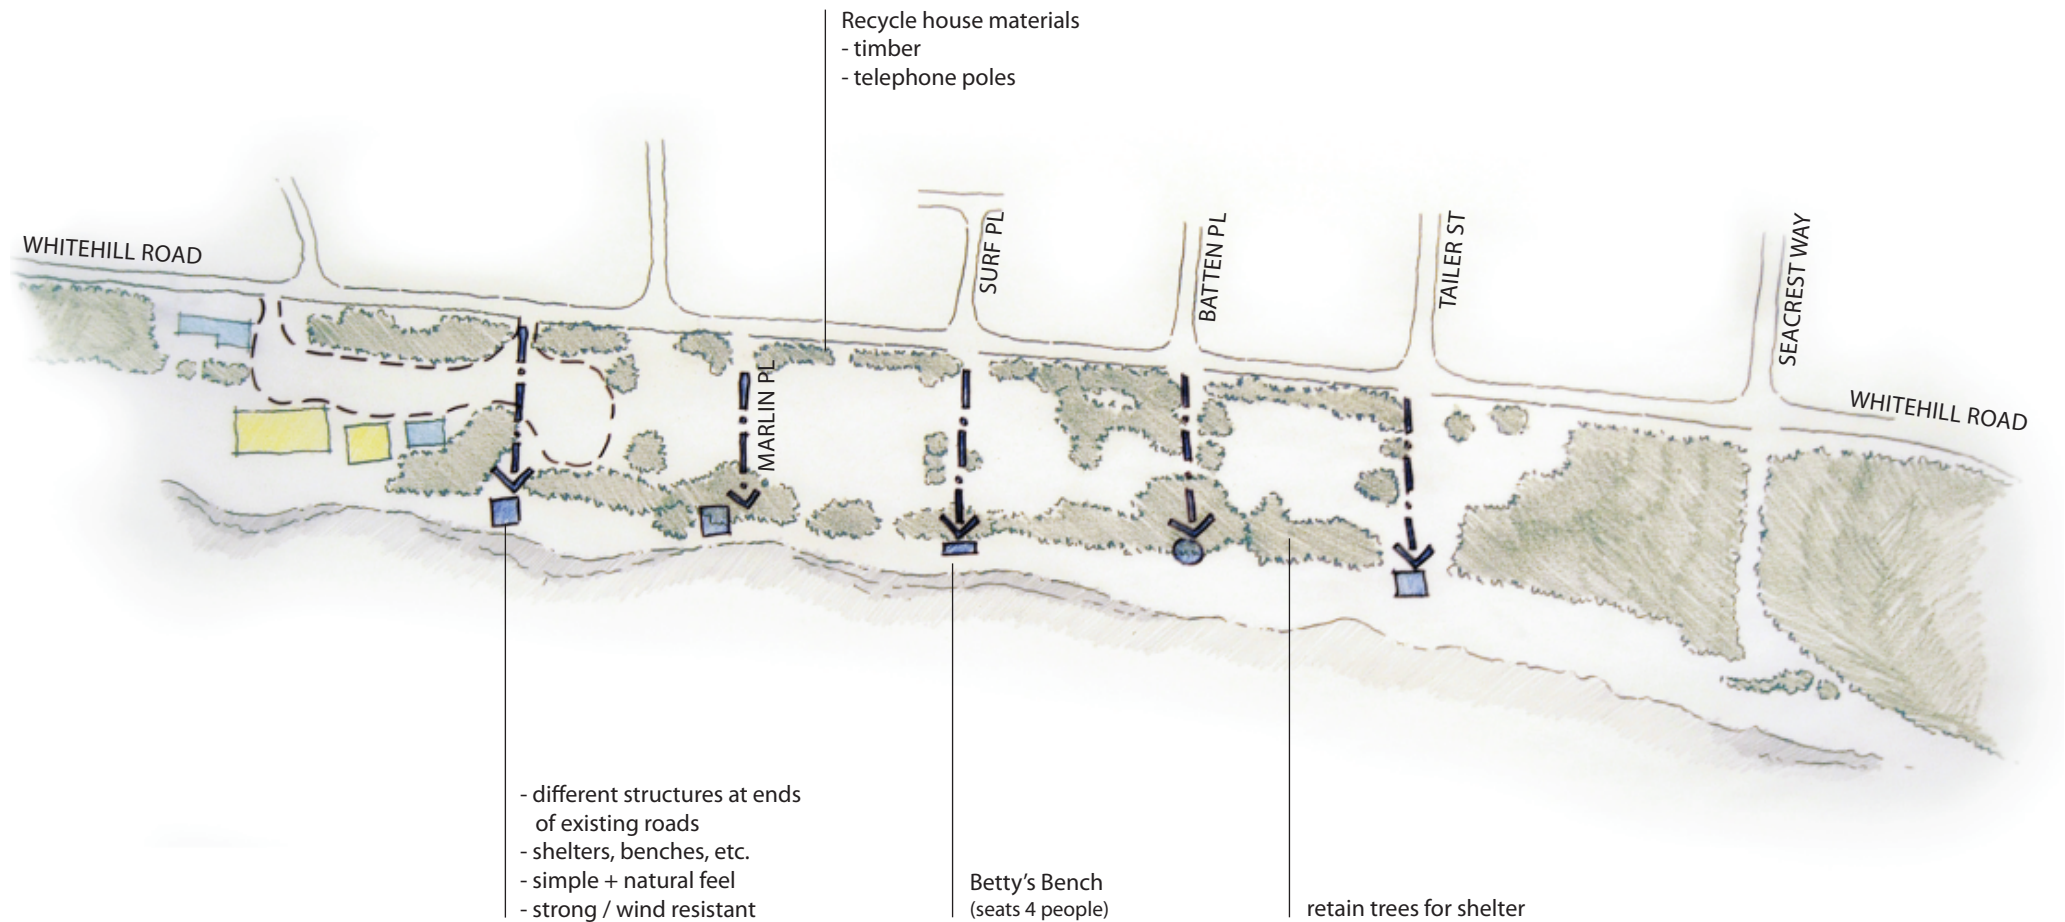 Recycle house materials
- timber
- telephone poles
WHITEHILL ROAD
SURF PL
BATTEN PL
TAILER ST
SEACREST WAY
MARLIN PL
WHITEHILL ROAD
- different structures at ends
of existing roads
- shelters, benches, etc.
- simple + natural feel
- strong / wind resistant
Betty’s Bench
(seats 4 people)
retain trees for shelter